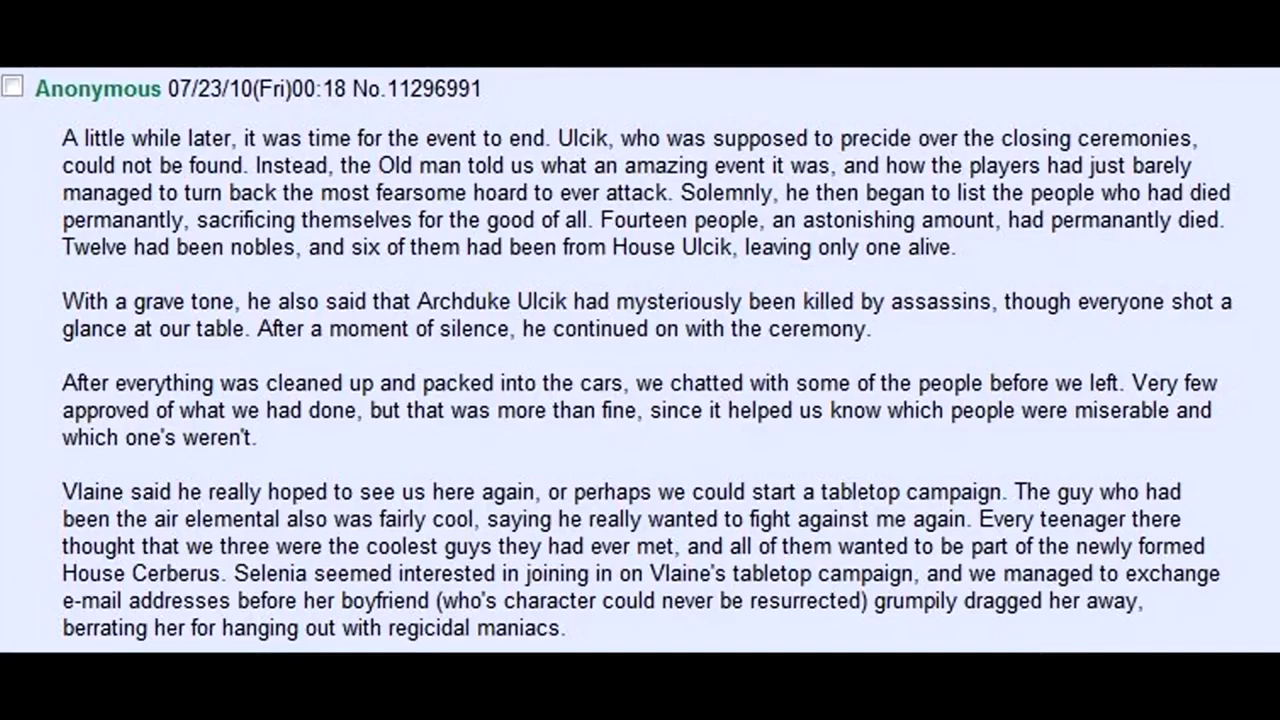 Anonymous 07/23/10(Fri)00:18 No.11296991
A little while later, it was time for the event to end. Ulcik, who was supposed to precide over the closing ceremonies,
could not be found. Instead, the Old man told us what an amazing event it was, and how the players had just barely
managed to turn back the most fearsome hoard to ever attack. Solemnly, he then began to list the people who had died
permanantly, sacrificing themselves for the good of all. Fourteen people, an astonishing amount, had permanantly died.
Twelve had been nobles, and six of them had been from House Ulcik, leaving only one alive.
With a grave tone, he also said that Archduke Ulcik had mysteriously been killed by assassins, though everyone shot a
glance at our table. After a moment of silence, he continued on with the ceremony.
After everything was cleaned up and packed into the cars, we chatted with some of the people before we left. Very few
approved of what we had done, but that was more than fine, since it helped us know which people were miserable and
which one's weren't.
Vlaine said he really hoped to see us here again, or perhaps we could start a tabletop campaign. The guy who had
been the air elemental also was fairly cool, saying he really wanted to fight against me again. Every teenager there
thought that we three were the coolest guys they had ever met, and all of them wanted to be part of the newly formed
House Cerberus. Selenia seemed interested in joining in on Vlaine's tabletop campaign, and we managed to exchange
e-mail addresses before her boyfriend (who's character could never be resurrected) grumpily dragged her away,
berrating her for hanging out with regicidal maniacs.